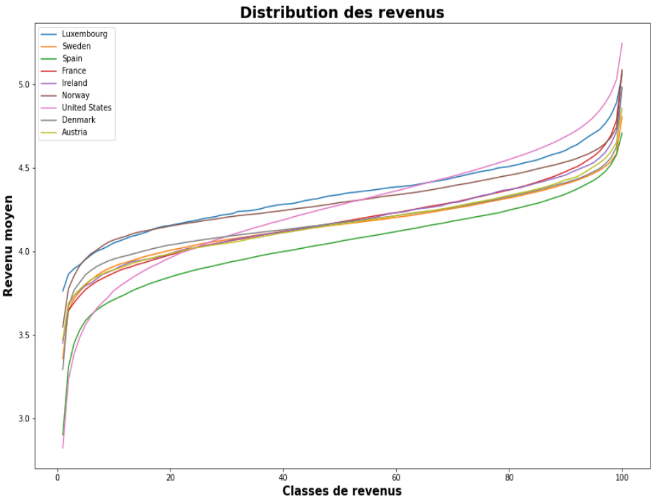 Distribution des revenus
Luxembourg
Sweden
Spain
France
Ireland
Norway
United States
Denmark
Austria
Revenu moyen
5.0
4.5
4.0
3.5
3.0
0
20
40
60
80
100
Classes de revenus